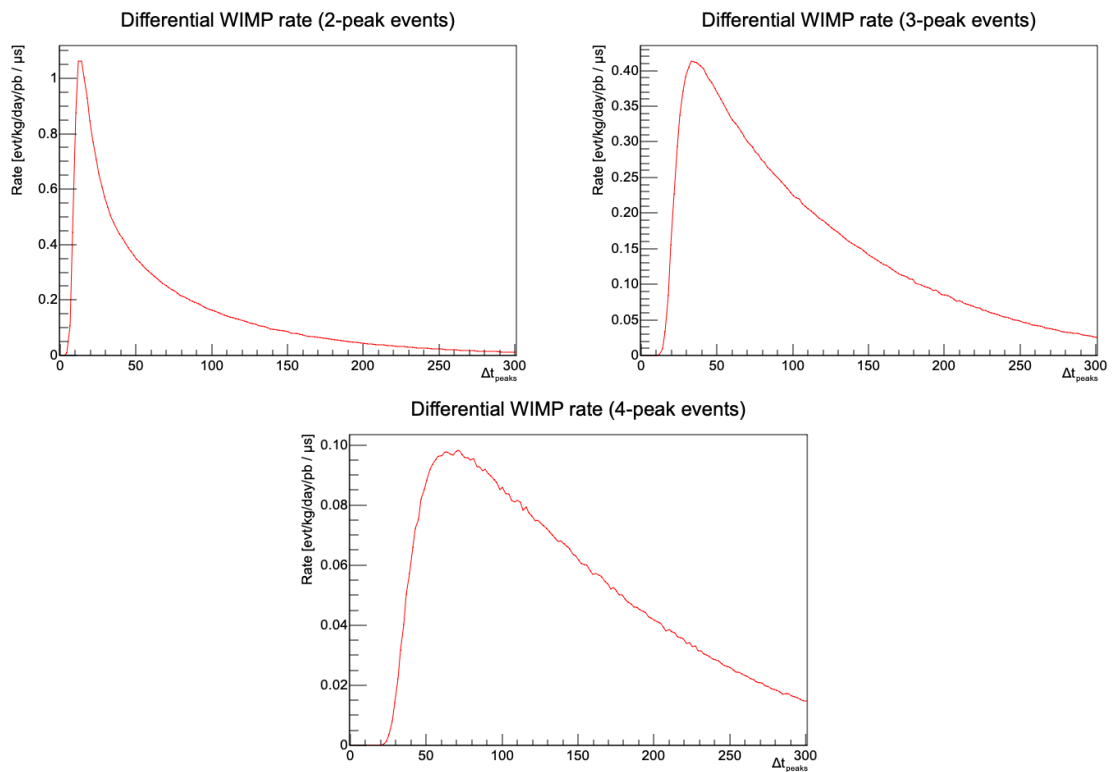 Differential WIMP rate (2-peak events)
Rate [evt/kg/day/pb / µs]
1
0.8
0.6
0.4
0.2
0
0 50 100 150 200 250 300
Δt_peaks
Differential WIMP rate (3-peak events)
Rate [evt/kg/day/pb / µs]
0.40
0.35
0.30
0.25
0.20
0.15
0.10
0.05
0
0 50 100 150 200 250 300
Δt_peaks
Differential WIMP rate (4-peak events)
Rate [evt/kg/day/pb / µs]
0.10
0.08
0.06
0.04
0.02
0
0 50 100 150 200 250 300
Δt_peaks